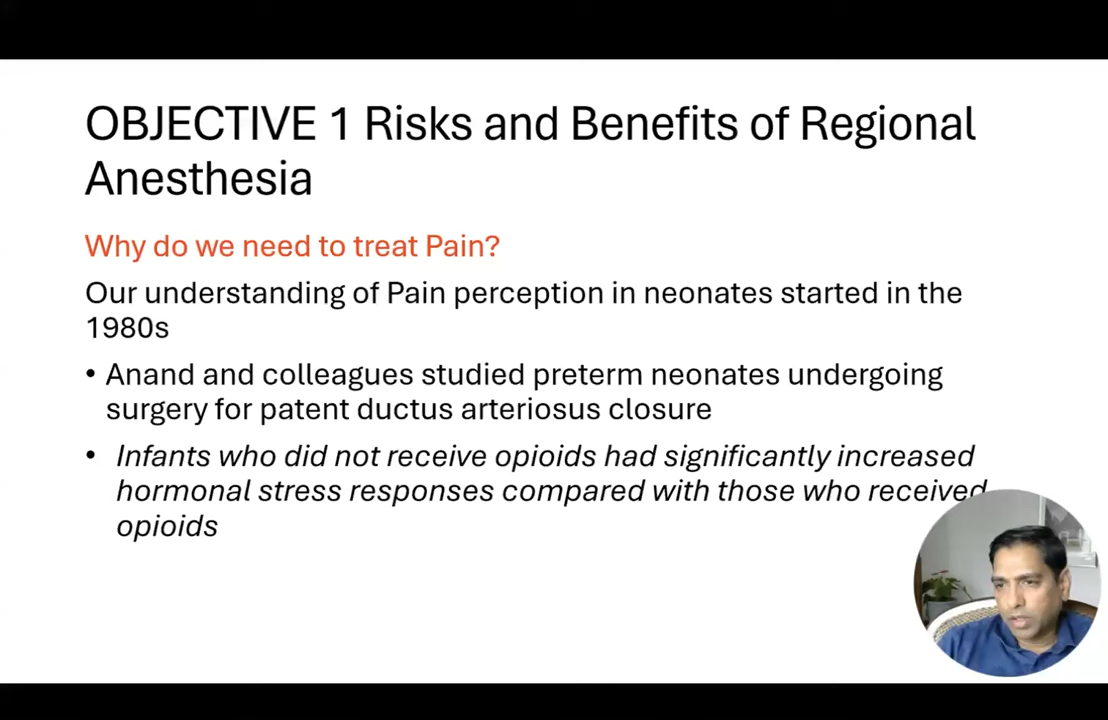 OBJECTIVE 1 Risks and Benefits of Regional
Anesthesia
Why do we need to treat Pain?
Our understanding of Pain perception in neonates started in the
1980s
• Anand and colleagues studied preterm neonates undergoing
surgery for patent ductus arteriosus closure
• Infants who did not receive opioids had significantly increased
hormonal stress responses compared with those who received
opioids